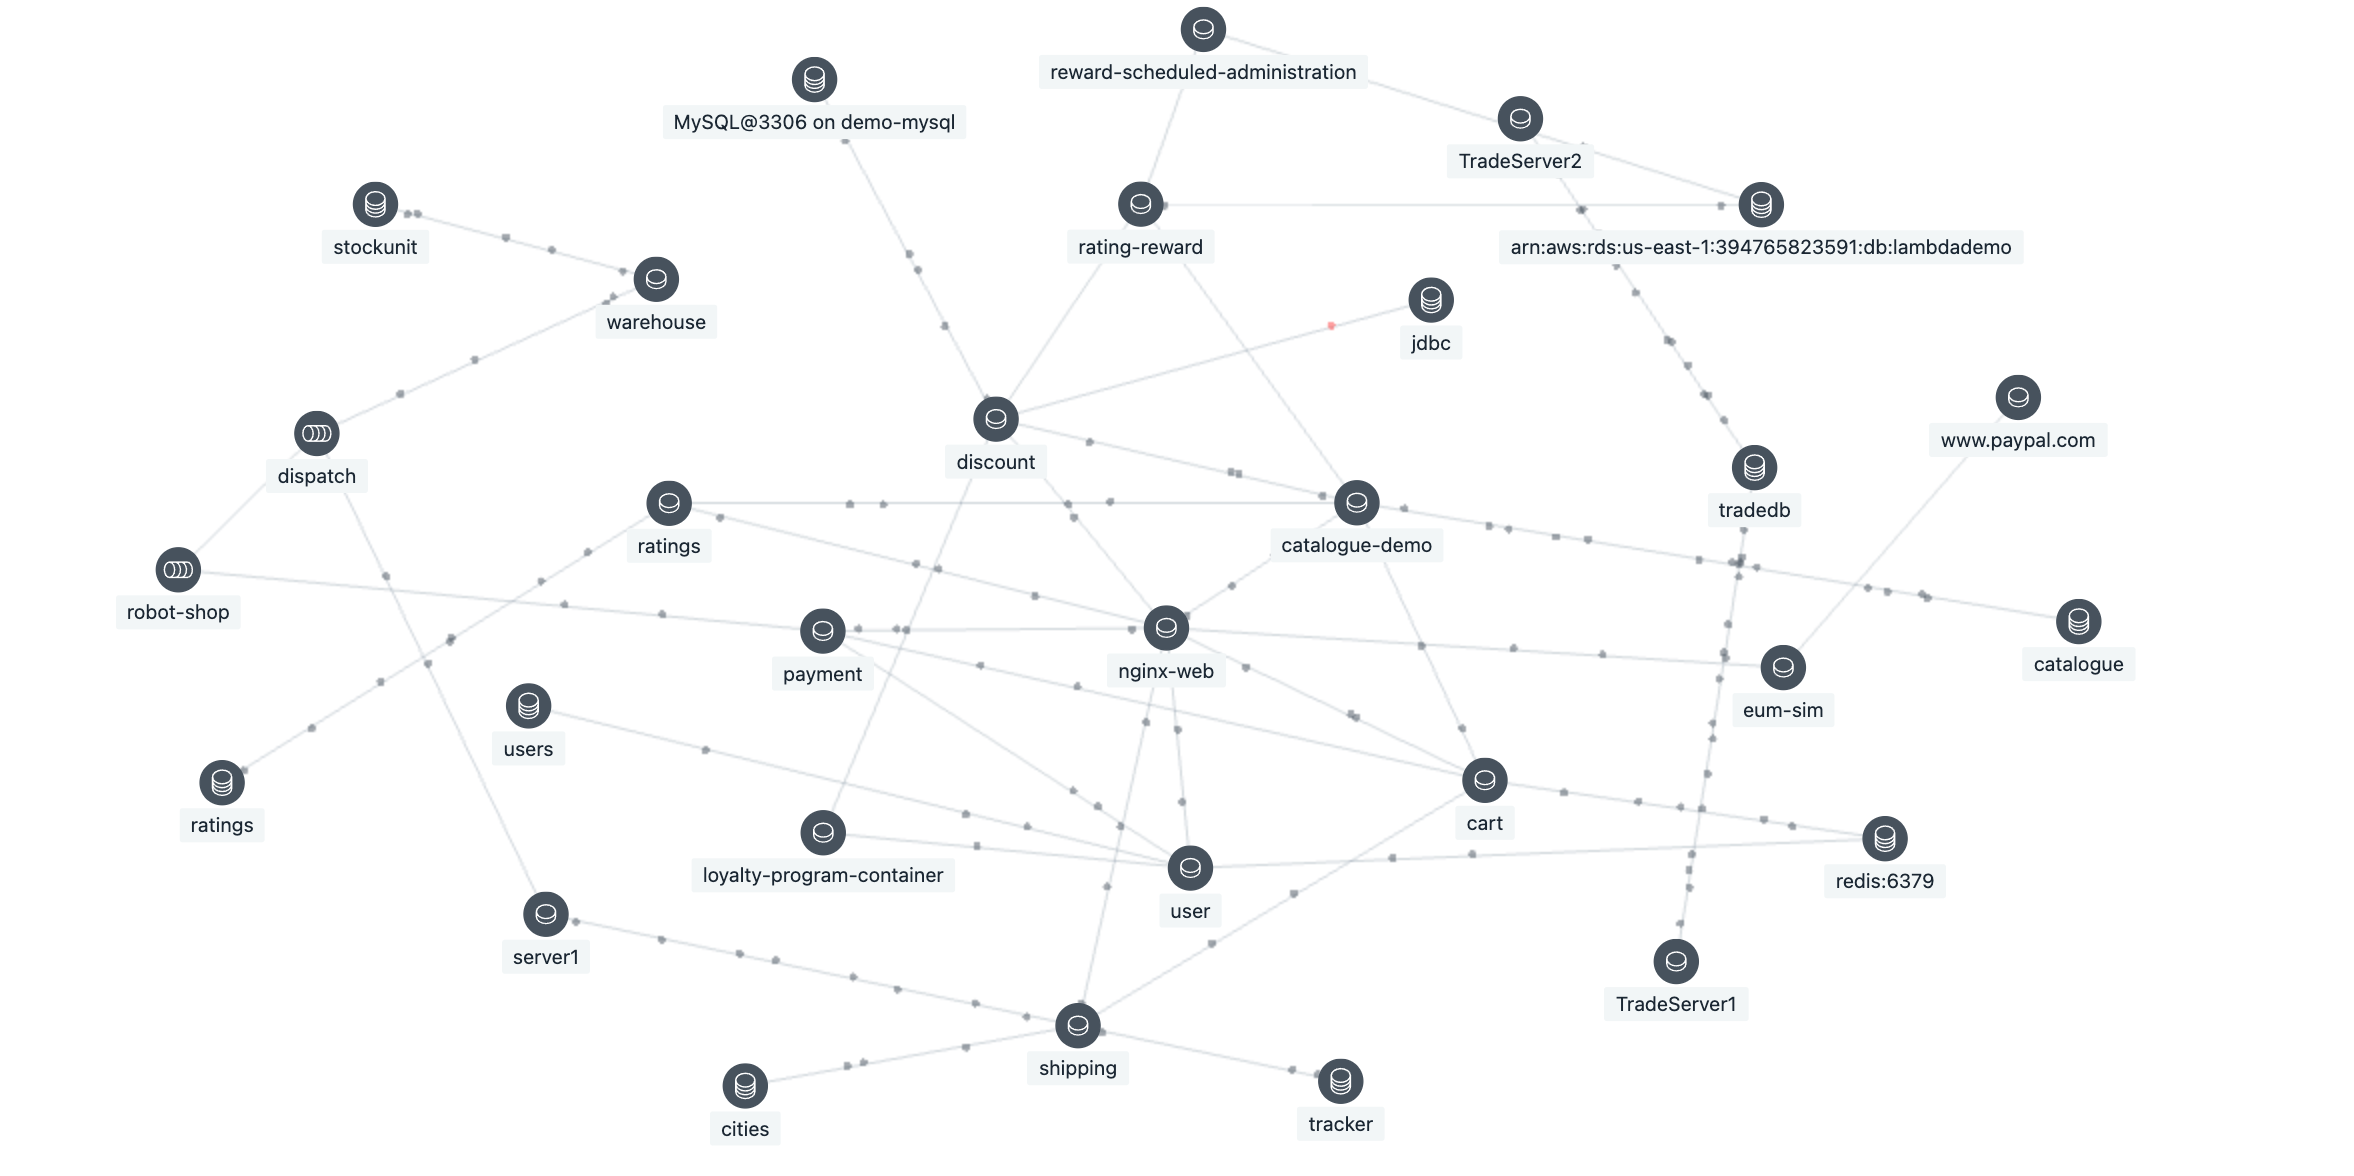 reward-scheduled-administration
MySQL@3306 on demo-mysql
TradeServer2
stockunit
rating-reward
arn:aws:rds:us-east-1:394765823591:db:lambdademo
warehouse
jdbc
www.paypal.com
discount
dispatch
tradedb
ratings
catalogue-demo
robot-shop
catalogue
nginx-web
payment
eum-sim
users
cart
ratings
loyalty-program-container
redis:6379
user
server1
TradeServer1
shipping
tracker
cities